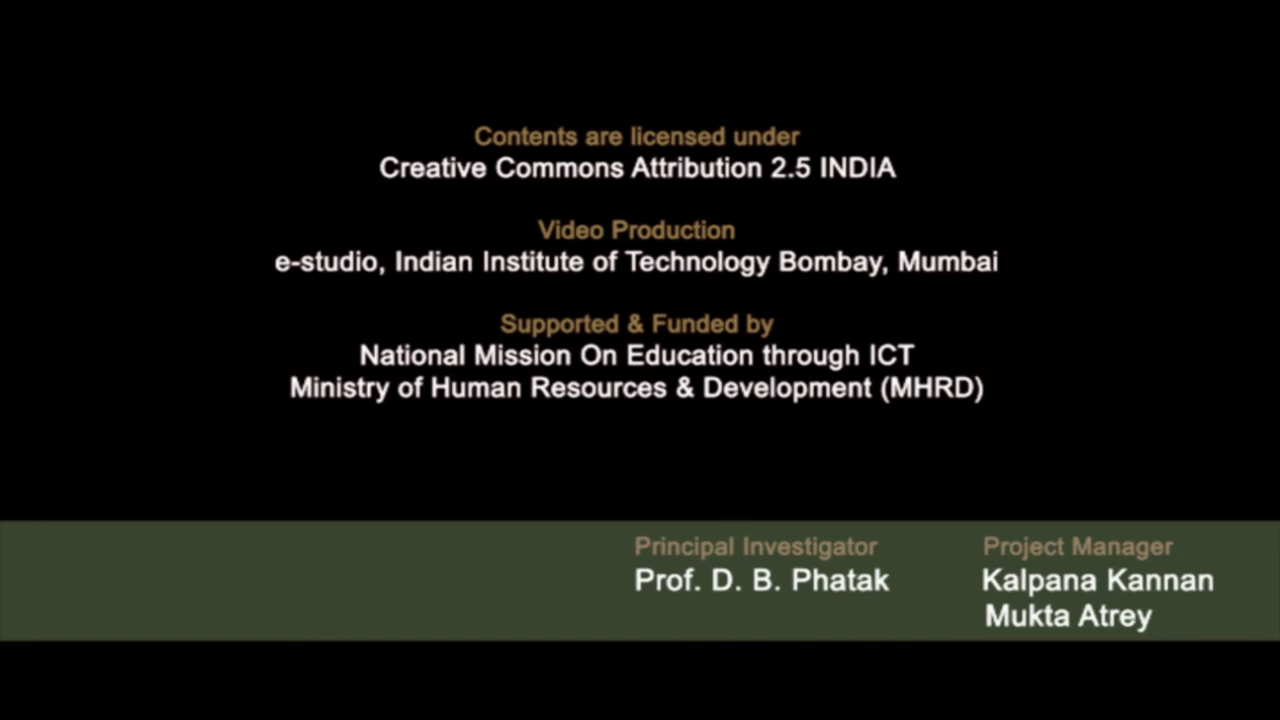 Contents are licensed under
Creative Commons Attribution 2.5 INDIA
Video Production
e-studio, Indian Institute of Technology Bombay, Mumbai
Supported & Funded by
National Mission On Education through ICT
Ministry of Human Resources & Development (MHRD)
Principal Investigator
Prof. D. B. Phatak
Project Manager
Kalpana Kannan
Mukta Atrey